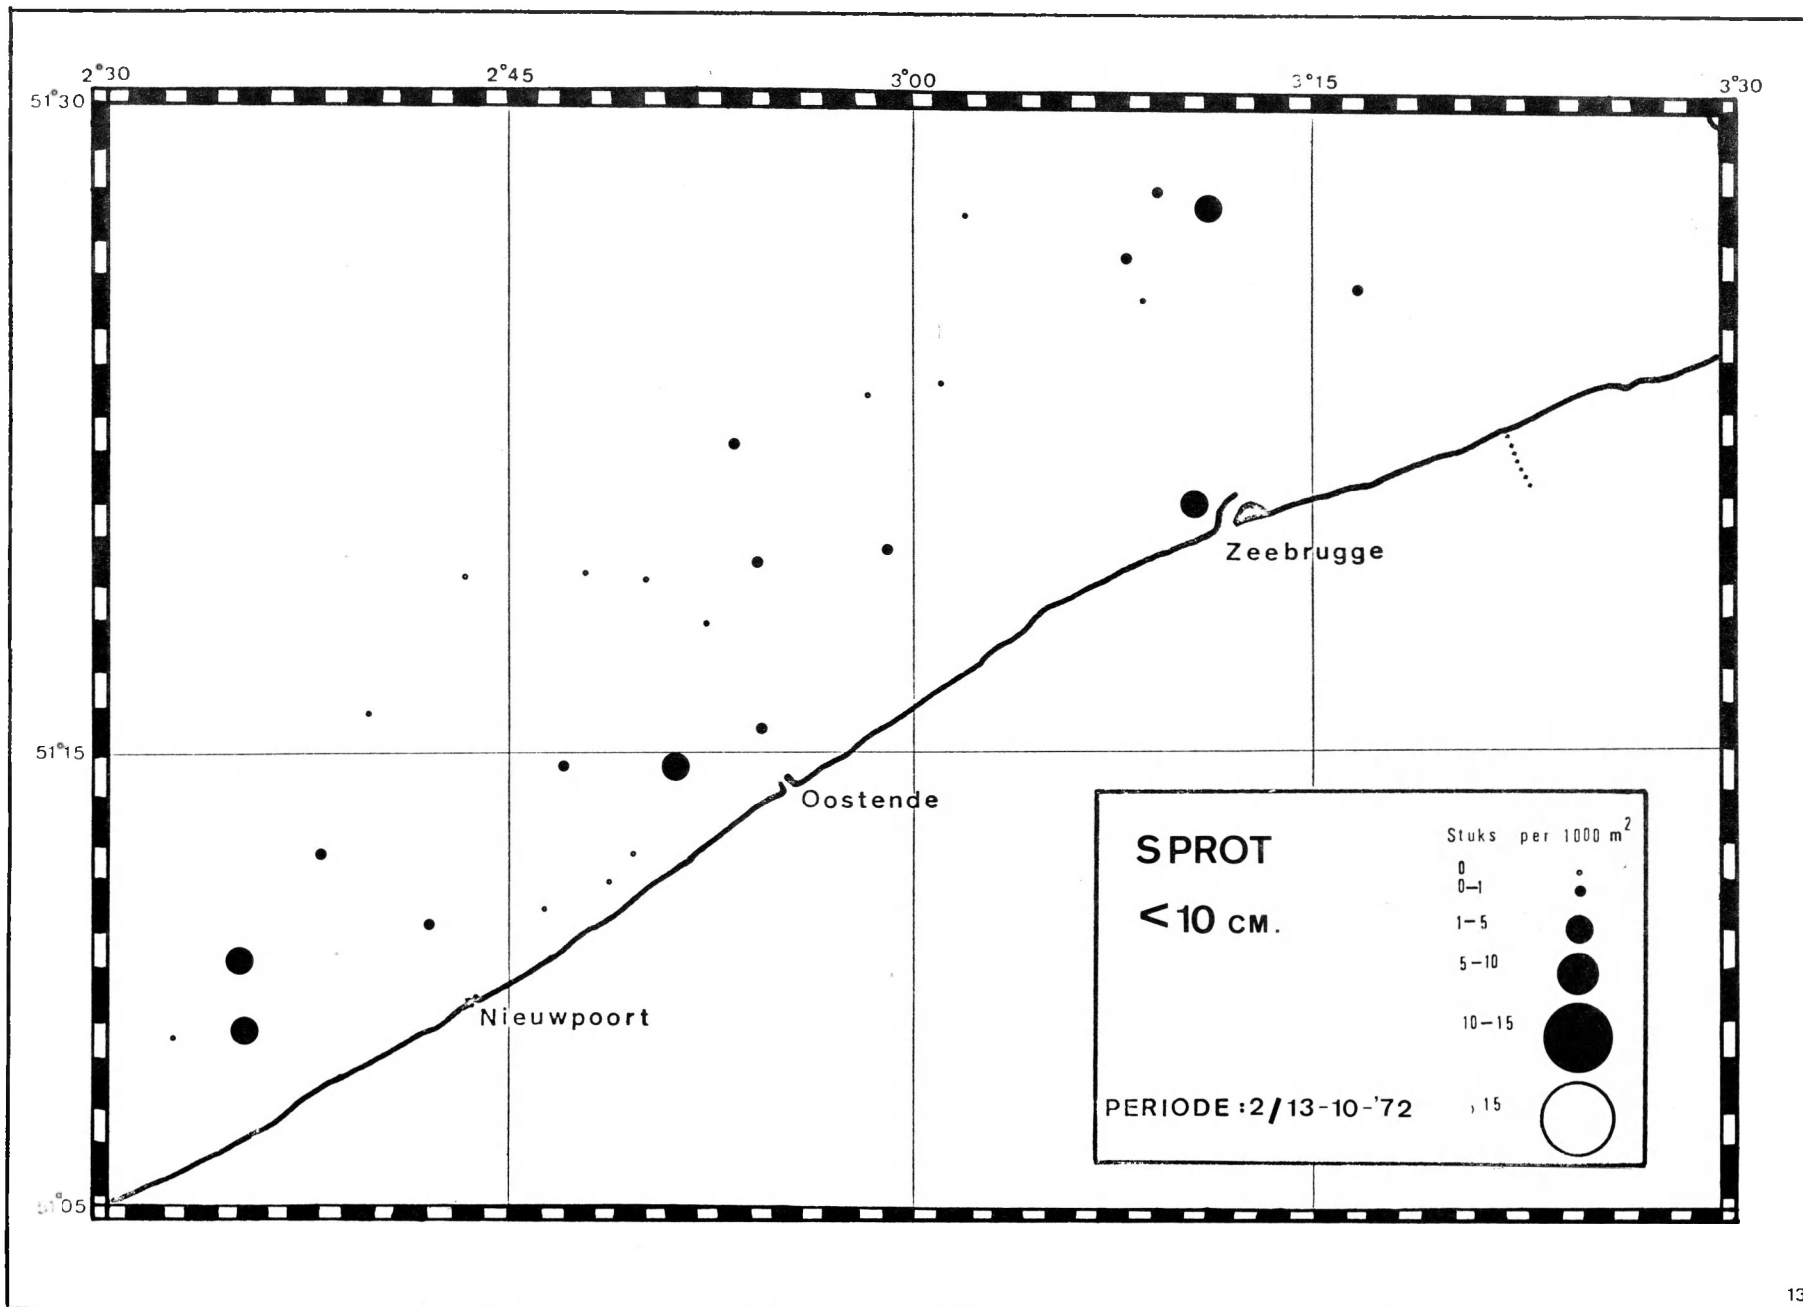 2°30 2°45 3°00 3°15 3°30
51°30
Zeebrugge
51°15
Oostende
SPROT
<10 CM.
Stuks per 1000 m²
0
0-1
1-5
5-10
10-15
Nieuwpoort
PERIODE:2/13-10-'72
, 15
51°05
13